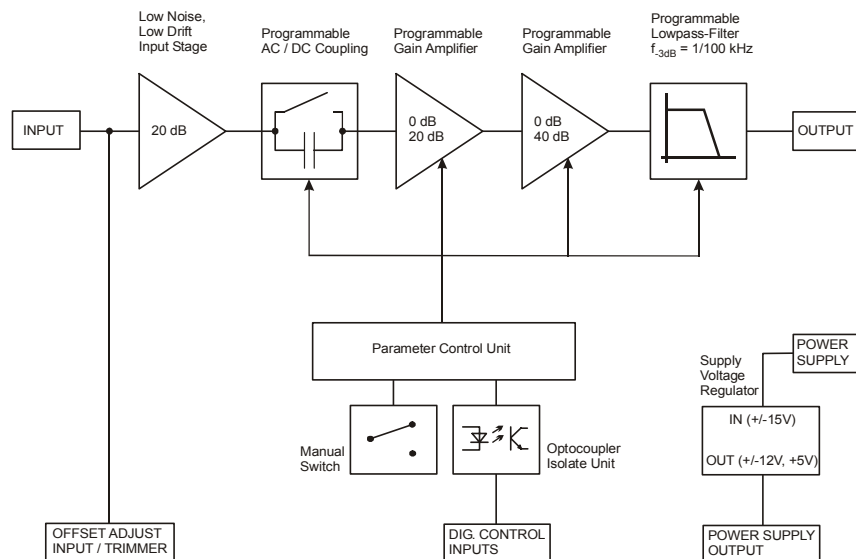 Low Noise,
Low Drift
Input Stage
Programmable
AC / DC Coupling
Programmable
Gain Amplifier
Programmable
Gain Amplifier
Programmable
Lowpass-Filter
f-3dB = 1/100 kHz
INPUT
20 dB
0 dB
20 dB
0 dB
40 dB
OUTPUT
Parameter Control Unit
Manual
Switch
Optocoupler
Isolate Unit
Supply
Voltage
Regulator
POWER
SUPPLY
IN (+/-15V)
OUT (+/-12V, +5V)
OFFSET ADJUST
INPUT / TRIMMER
DIG. CONTROL
INPUTS
POWER SUPPLY
OUTPUT